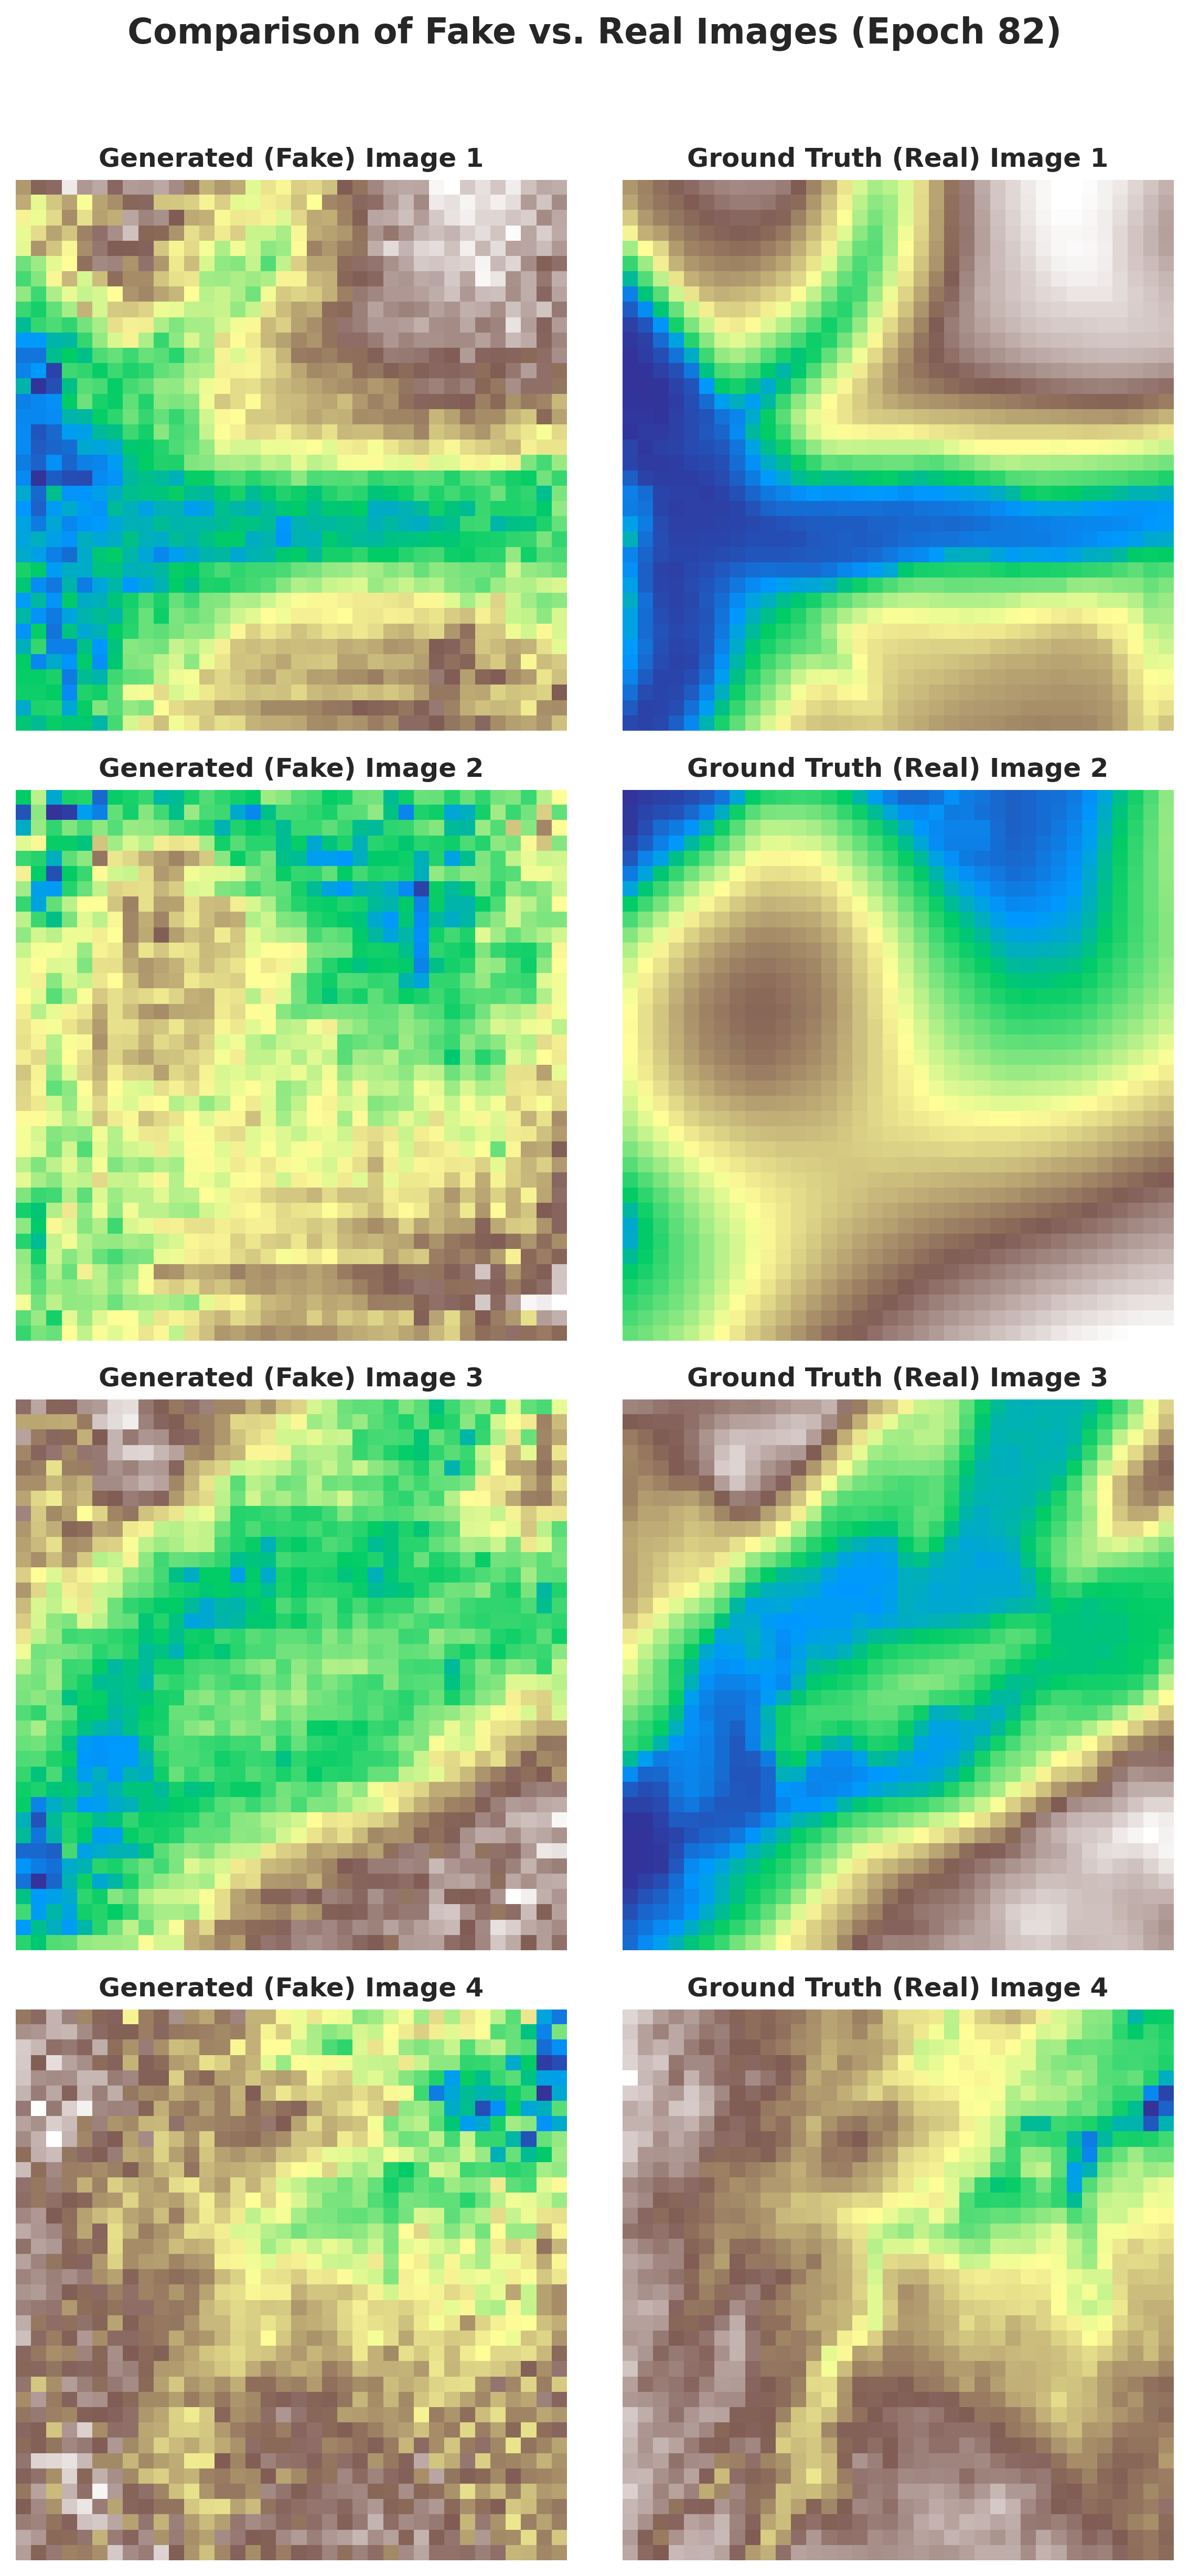 Comparison of Fake vs. Real Images (Epoch 82)
Generated (Fake) Image 1
Ground Truth (Real) Image 1
Generated (Fake) Image 2
Ground Truth (Real) Image 2
Generated (Fake) Image 3
Ground Truth (Real) Image 3
Generated (Fake) Image 4
Ground Truth (Real) Image 4